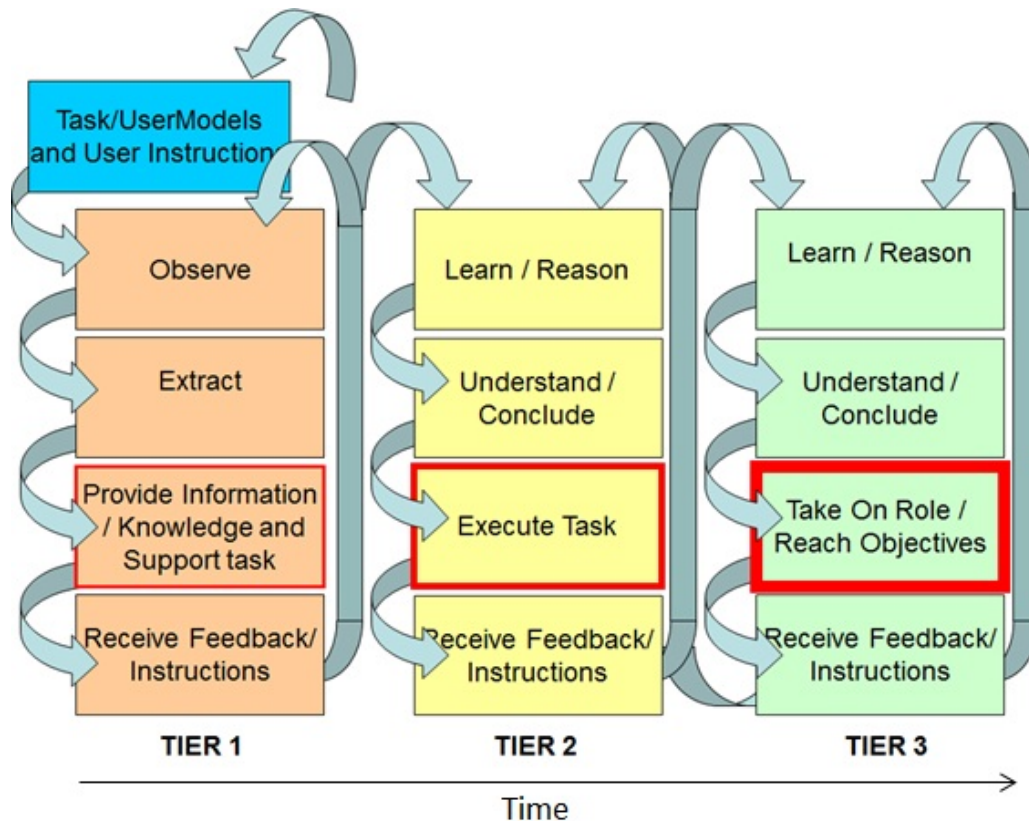 Task/UserModels
and User Instructions
Observe
Extract
Provide Information
/ Knowledge and
Support task
Receive Feedback/
Instructions
TIER 1
Learn / Reason
Understand /
Conclude
Execute Task
Receive Feedback/
Instructions
TIER 2
Learn / Reason
Understand /
Conclude
Take On Role /
Reach Objectives
Receive Feedback/
Instructions
TIER 3
Time